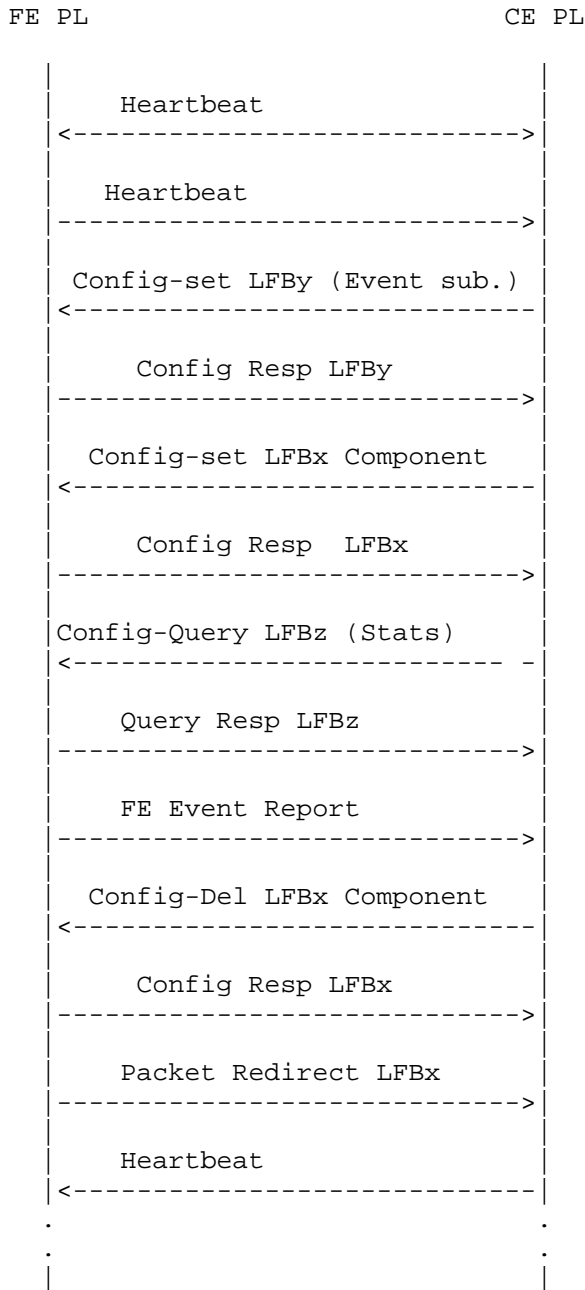 FE PL                           CE PL
Heartbeat
Heartbeat
Config-set LFBy (Event sub.)
Config Resp LFBy
Config-set LFBx Component
Config Resp  LFBx
Config-Query LFBz (Stats)
Query Resp LFBz
FE Event Report
Config-Del LFBx Component
Config Resp LFBx
Packet Redirect LFBx
Heartbeat